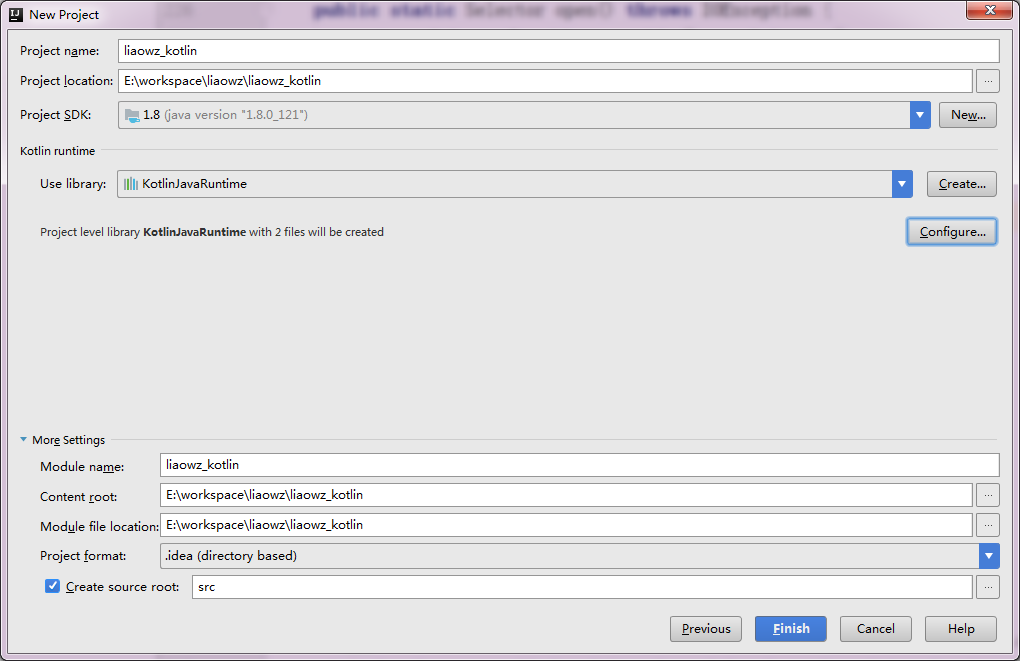 public static Selector open() throws IOException {
New Project
Project name: liaowz_kotlin
Project location: E:\workspace\liaowz\liaowz_kotlin ...
Project SDK: 1.8 (java version "1.8.0_121") New...
Kotlin runtime
Use library: KotlinJavaRuntime Create...
Project level library KotlinJavaRuntime with 2 files will be created Configure...
More Settings
Module name: liaowz_kotlin
Content root: E:\workspace\liaowz\liaowz_kotlin ...
Module file location: E:\workspace\liaowz\liaowz_kotlin ...
Project format: .idea (directory based)
Create source root: src ...
Previous Finish Cancel Help